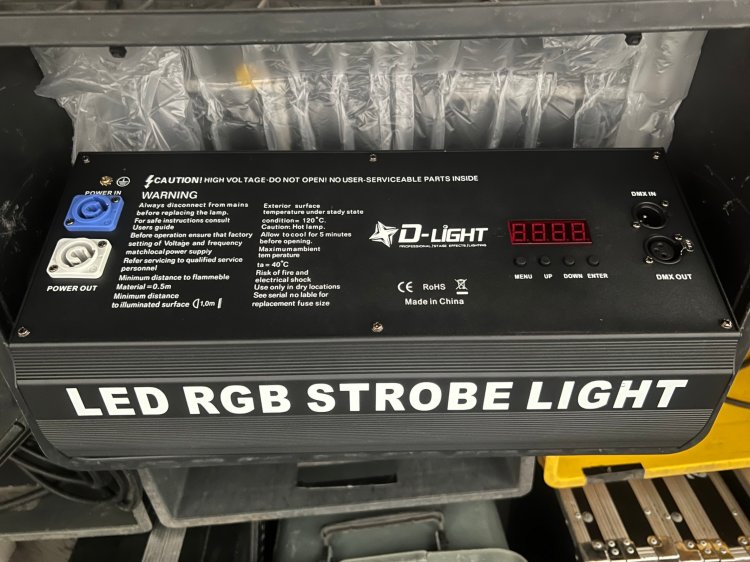 CAUTION! HIGH VOLTAGE-DO NOT OPEN! NO USER-SERVICEABLE PARTS INSIDE
POWER IN
POWER OUT
WARNING
Always disconnect from mains
before replacing the lamp.
For safe instructions consult
Users guide
Before operation ensure that factory
setting of Voltage and frequency
matchlocal power supply
Refer servicing to qualified service
personnel
Minimum distance to flammeble
Material = 0.5m
Minimum distance
to illuminated surface 1,0m
Exterior surface
temperature under stady state
condition = 120°C.
Caution: Hot lamp.
Allow to cool for 5 minutes
before opening.
Maximum ambient
tem perature
ta = 40°C
Risk of fire and
electrical shock
Use only in dry locations
See serial no lable for
replacement fuse size
D-LIGHT
PROFESSIONAL STAGE EFFECTS LIGHTING
CE RoHS
Made in China
MENU UP DOWN ENTER
DMX IN
DMX OUT
LED RGB STROBE LIGHT